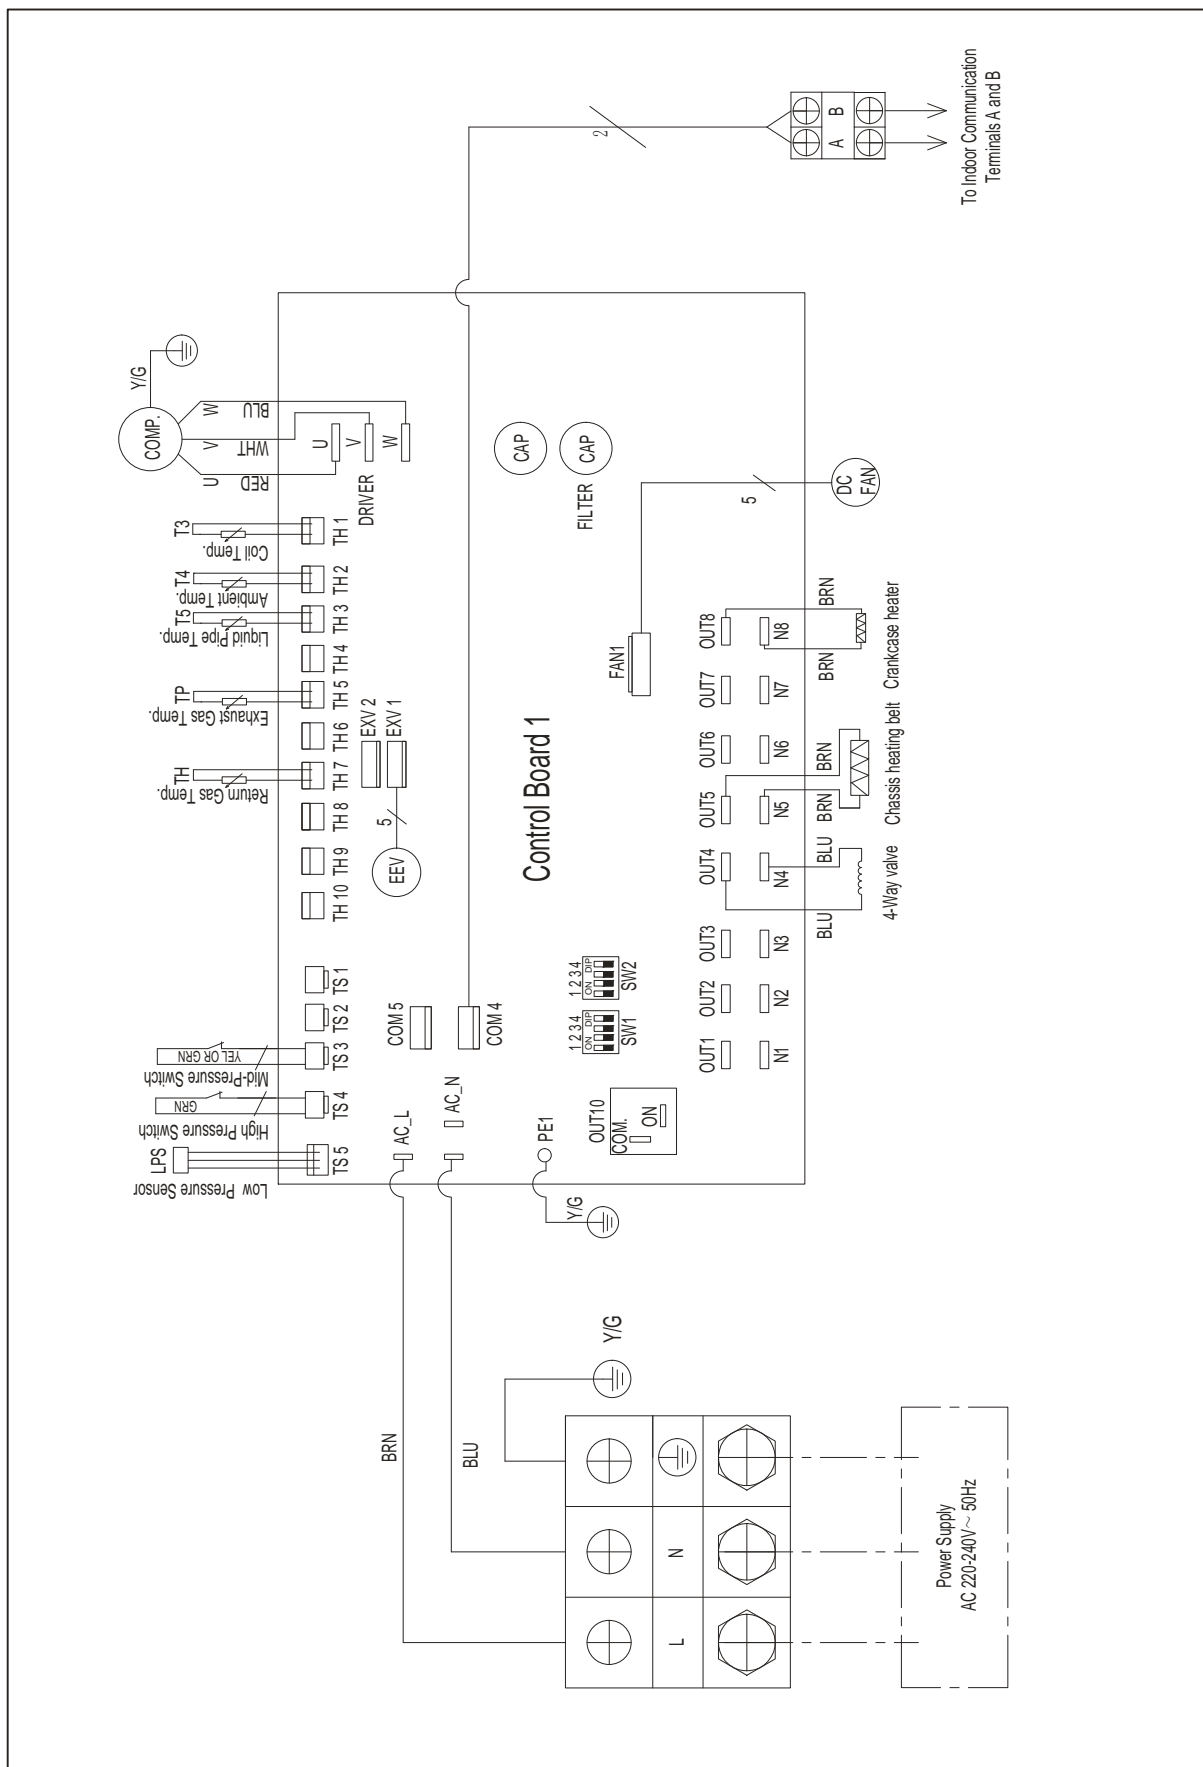 Low Pressure Sensor
LPS
TS 5
High Pressure Switch
GRN
TS 4
Mid-Pressure Switch
YEL OR GRN
TS 3
TS 2
TS 1
TH 10
TH 9
TH 8
Return Gas Temp.
TH
TH 7
TH 6
Exhaust Gas Temp.
TP
TH 5
TH 4
Liquid Pipe Temp.
T5
TH 3
Ambient Temp.
T4
TH 2
Coil Temp.
T3
TH 1
COMP.
Y/G
U
V
W
RED
WHT
BLU
U
V
W
DRIVER
EXV 2
EXV 1
5
EEV
COM 5
COM 4
AC_L
AC_N
PE1
Y/G
CAP
CAP
FILTER
Control Board 1
FAN1
5
DC
FAN
1 2 3 4
ON DIP
SW1
1 2 3 4
ON DIP
SW2
OUT10
COM.
ON
OUT1
OUT2
OUT3
OUT4
OUT5
OUT6
OUT7
OUT8
N1
N2
N3
N4
N5
N6
N7
N8
BLU
BLU
BRN
BRN
BRN
BRN
4-Way valve
Chassis heating belt
Crankcase heater
2
A
B
To Indoor Communication
Terminals A and B
BRN
BLU
Y/G
L
N
Power Supply
AC 220-240V～ 50Hz